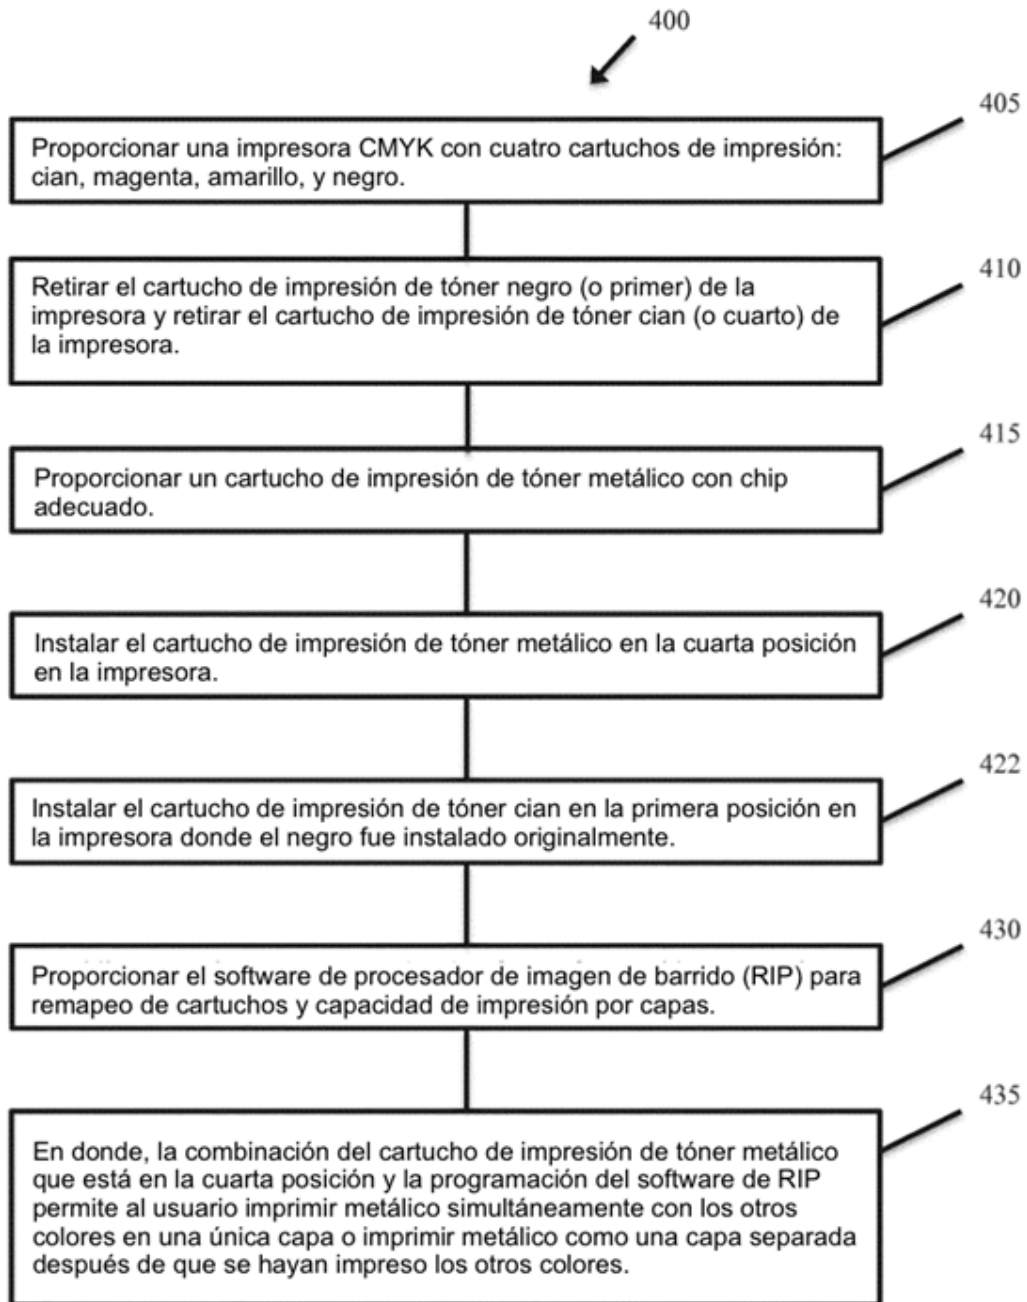 400
405
Proporcionar una impresora CMYK con cuatro cartuchos de impresión:
cian, magenta, amarillo, y negro.
410
Retirar el cartucho de impresión de tóner negro (o primer) de la
impresora y retirar el cartucho de impresión de tóner cian (o cuarto) de
la impresora.
415
Proporcionar un cartucho de impresión de tóner metálico con chip
adecuado.
420
Instalar el cartucho de impresión de tóner metálico en la cuarta posición
en la impresora.
422
Instalar el cartucho de impresión de tóner cian en la primera posición en
la impresora donde el negro fue instalado originalmente.
430
Proporcionar el software de procesador de imagen de barrido (RIP) para
remapeo de cartuchos y capacidad de impresión por capas.
435
En donde, la combinación del cartucho de impresión de tóner metálico
que está en la cuarta posición y la programación del software de RIP
permite al usuario imprimir metálico simultáneamente con los otros
colores en una única capa o imprimir metálico como una capa separada
después de que se hayan impreso los otros colores.